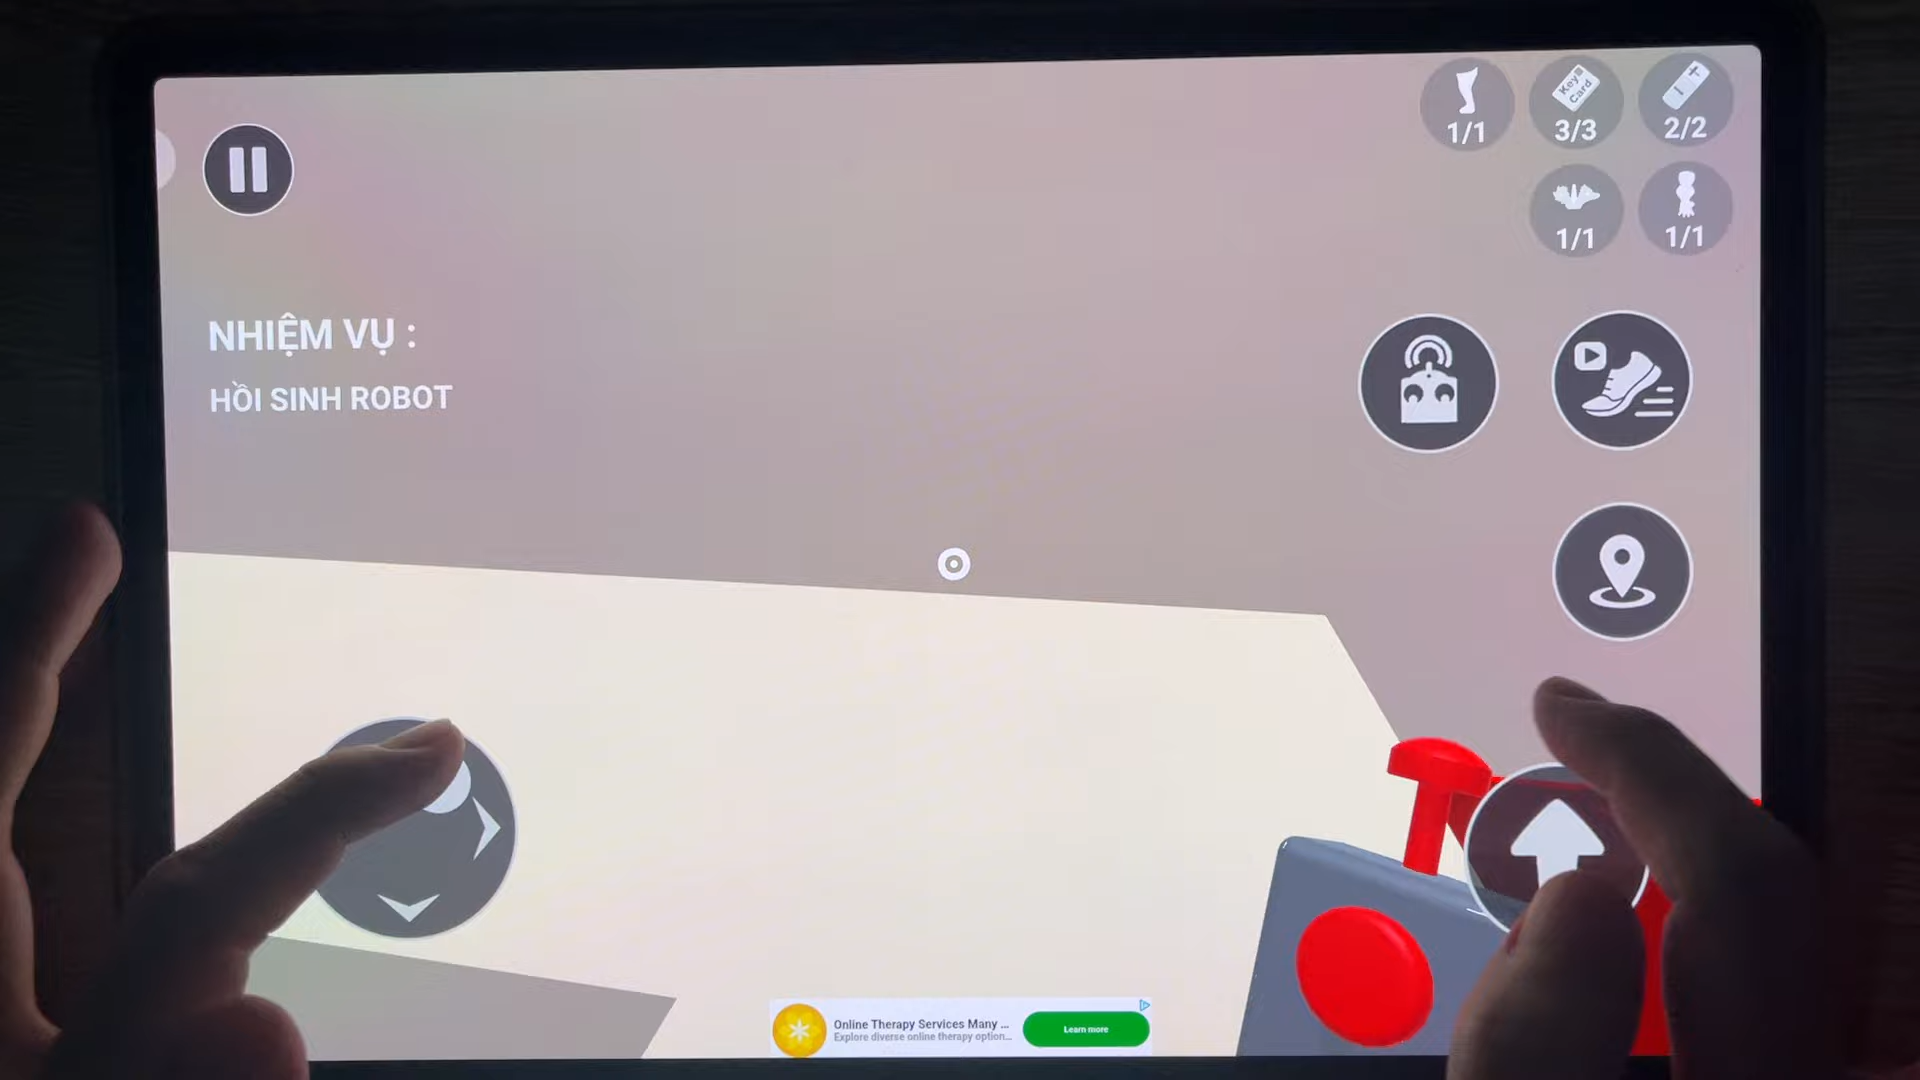 1/1
Key Card
3/3
2/2
1/1
1/1
NHIỆM VỤ :
HỒI SINH ROBOT
Online Therapy Services Many ...
Explore diverse online therapy option...
Learn more